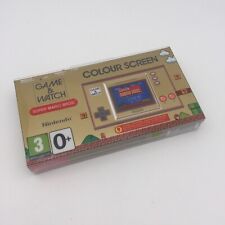 GAME
&
WATCH
COLOUR SCREEN
SUPER MARIO BROS.
Nintendo
3 0+